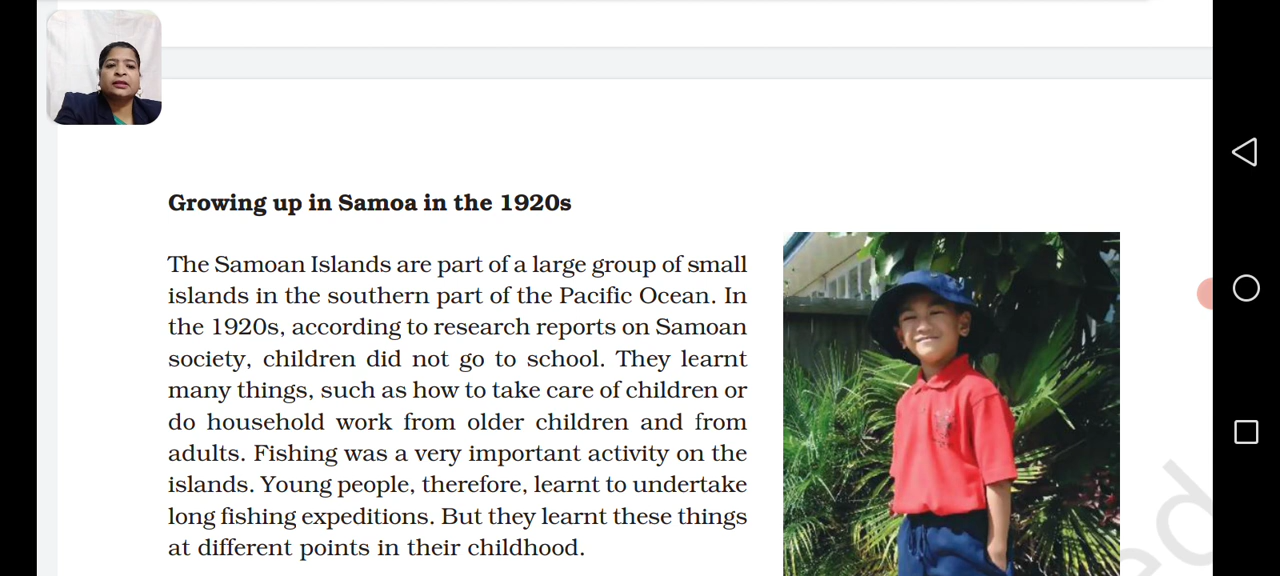 Growing up in Samoa in the 1920s
The Samoan Islands are part of a large group of small
islands in the southern part of the Pacific Ocean. In
the 1920s, according to research reports on Samoan
society, children did not go to school. They learnt
many things, such as how to take care of children or
do household work from older children and from
adults. Fishing was a very important activity on the
islands. Young people, therefore, learnt to undertake
long fishing expeditions. But they learnt these things
at different points in their childhood.